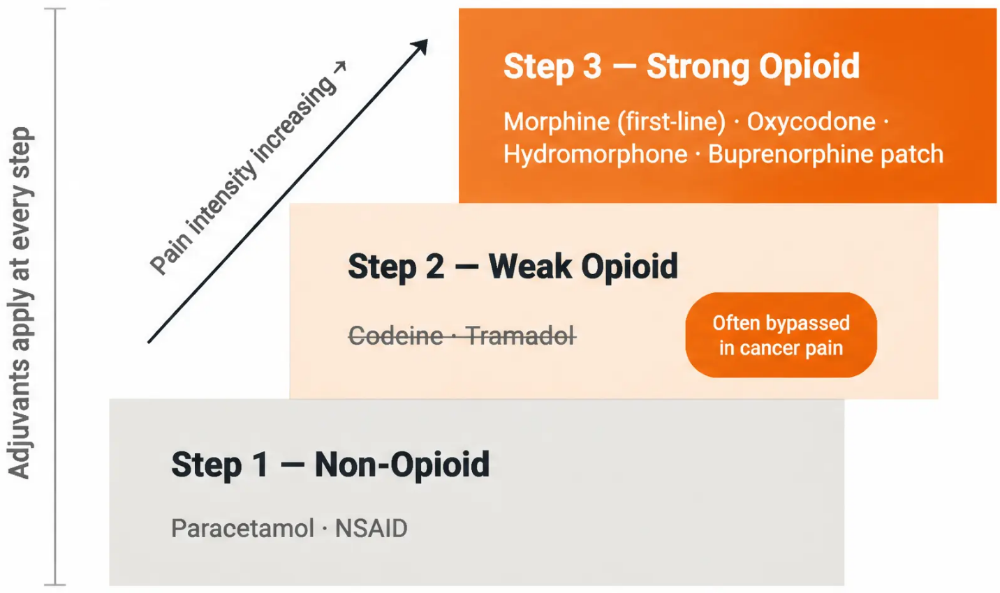 Adjuvants apply at every step
Pain intensity increasing →
Step 3 — Strong Opioid
Morphine (first-line) · Oxycodone ·
Hydromorphone · Buprenorphine patch
Step 2 — Weak Opioid
Codeine · Tramadol
Often bypassed
in cancer pain
Step 1 — Non-Opioid
Paracetamol · NSAID